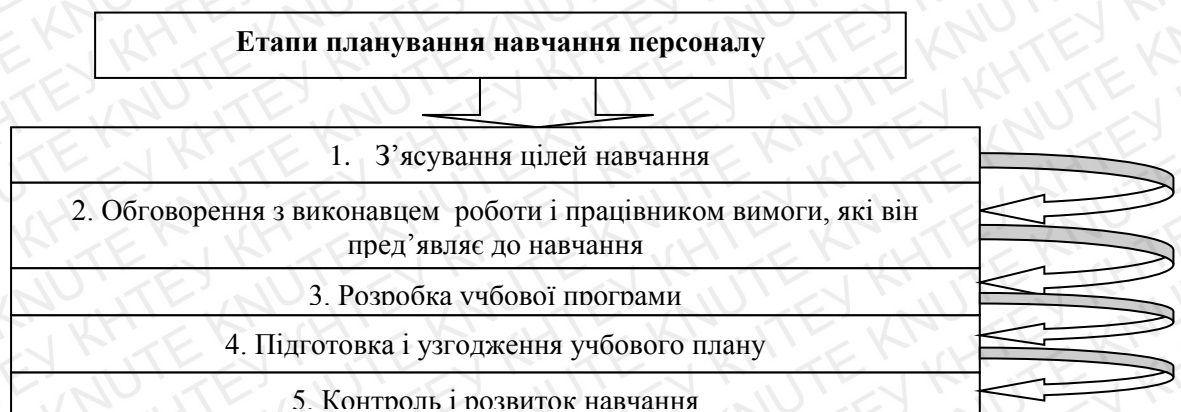 Етапи планування навчання персоналу
1. З’ясування цілей навчання
2. Обговорення з виконавцем роботи і працівником вимоги, які він
пред’являє до навчання
3. Розробка учбової програми
4. Підготовка і узгодження учбового плану
5. Контроль і розвиток навчання